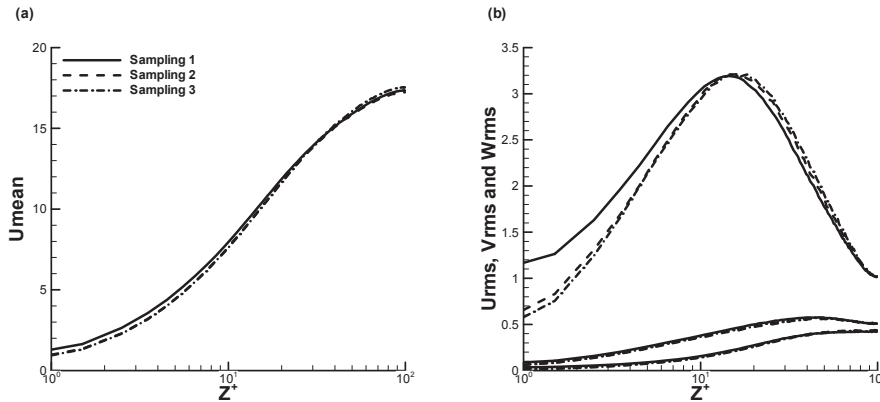 (a)
20
15
10
5
0
Umean
Sampling 1
Sampling 2
Sampling 3
10⁰
10¹
10²
Z⁺
(b)
3.5
3
2.5
2
1.5
1
0.5
0
Urms, Vrms and Wrms
10⁰
10¹
10
Z⁺